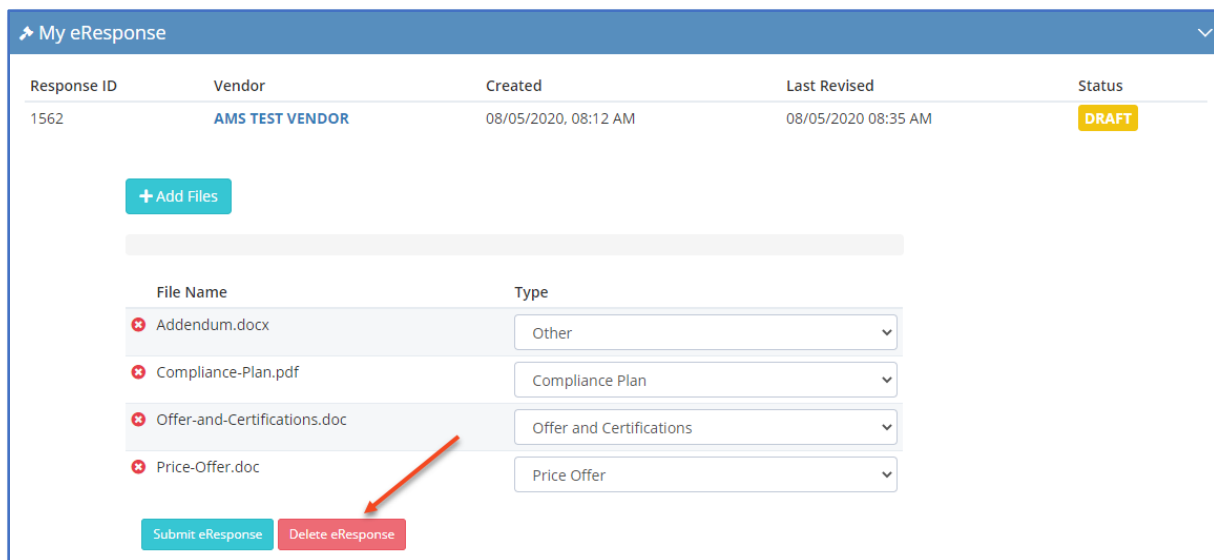 My eResponse
Response ID Vendor Created Last Revised Status
1562 AMS TEST VENDOR 08/05/2020, 08:12 AM 08/05/2020 08:35 AM DRAFT
+ Add Files
File Name Type
Addendum.docx Other
Compliance-Plan.pdf Compliance Plan
Offer-and-Certifications.doc Offer and Certifications
Price-Offer.doc Price Offer
Submit eResponse Delete eResponse